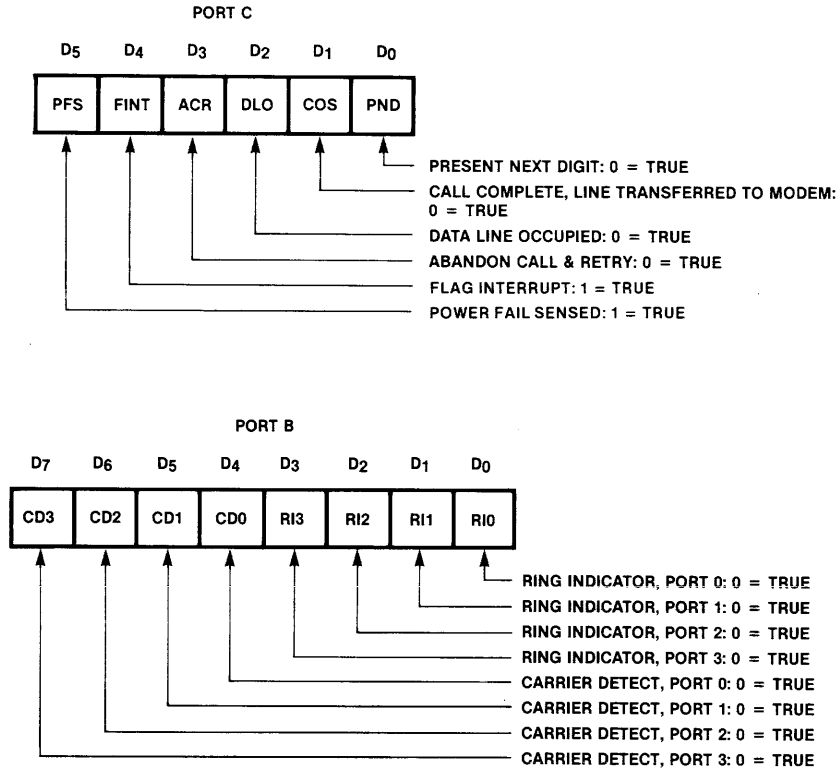 PORT C
D5 D4 D3 D2 D1 D0
PFS FINT ACR DLO COS PND
PRESENT NEXT DIGIT: 0 = TRUE
CALL COMPLETE, LINE TRANSFERRED TO MODEM:
0 = TRUE
DATA LINE OCCUPIED: 0 = TRUE
ABANDON CALL & RETRY: 0 = TRUE
FLAG INTERRUPT: 1 = TRUE
POWER FAIL SENSED: 1 = TRUE
PORT B
D7 D6 D5 D4 D3 D2 D1 D0
CD3 CD2 CD1 CD0 RI3 RI2 RI1 RI0
RING INDICATOR, PORT 0: 0 = TRUE
RING INDICATOR, PORT 1: 0 = TRUE
RING INDICATOR, PORT 2: 0 = TRUE
RING INDICATOR, PORT 3: 0 = TRUE
CARRIER DETECT, PORT 0: 0 = TRUE
CARRIER DETECT, PORT 1: 0 = TRUE
CARRIER DETECT, PORT 2: 0 = TRUE
CARRIER DETECT, PORT 3: 0 = TRUE